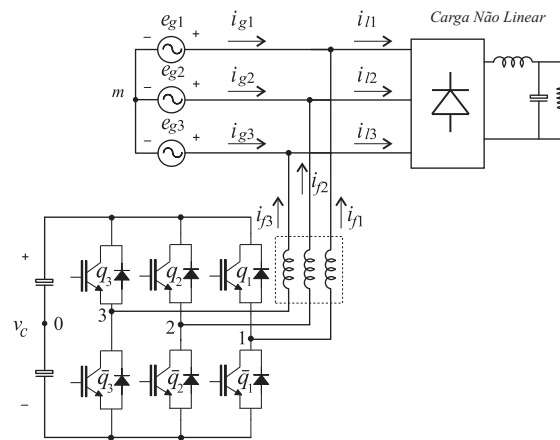 Carga Não Linear
e_g1
− +
i_g1
i_l1
e_g2
m
− +
i_g2
i_l2
e_g3
− +
i_g3
i_l3
i_f3
i_f2
i_f1
+
q_3
q_2
q_1
3
v_c
0
2
1
q̄_3
q̄_2
q̄_1
−